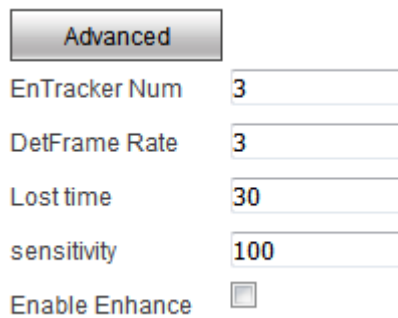 Advanced
EnTracker Num 3
DetFrame Rate 3
Lost time 30
sensitivity 100
Enable Enhance